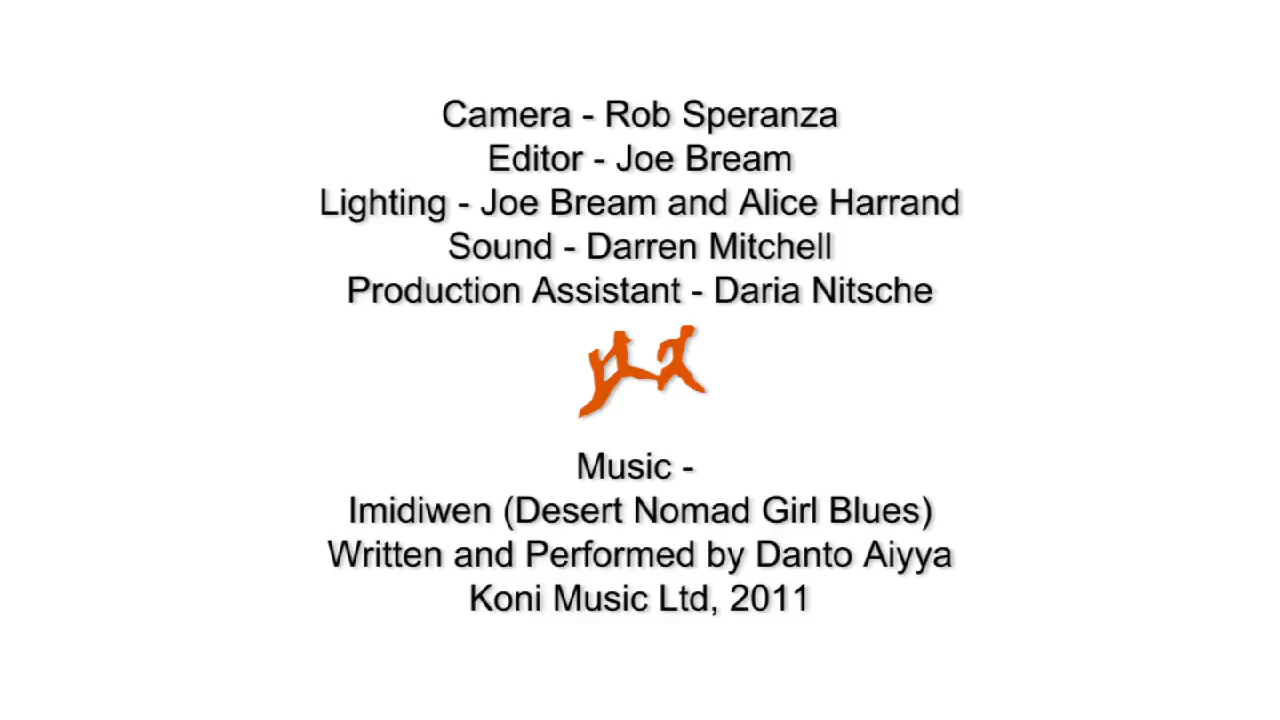 Camera - Rob Speranza
Editor - Joe Bream
Lighting - Joe Bream and Alice Harrand
Sound - Darren Mitchell
Production Assistant - Daria Nitsche
Music -
Imidiwen (Desert Nomad Girl Blues)
Written and Performed by Danto Aiyya
Koni Music Ltd, 2011